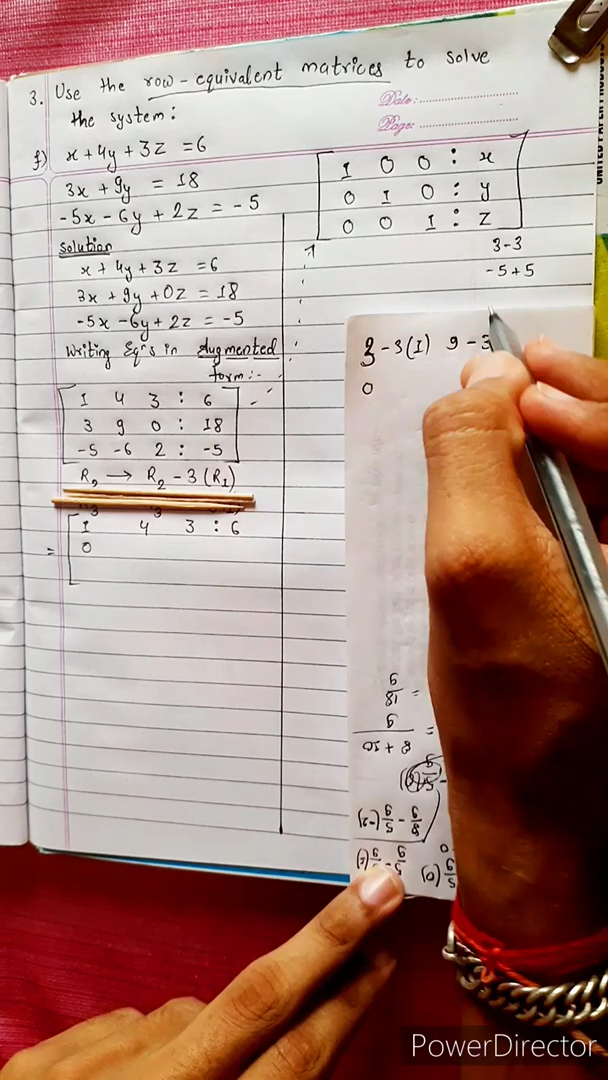 3. Use the row-equivalent matrices to solve
the system:
Date:
Page:
f) x + 4y + 3z = 6
3x + 9y = 18
-5x - 6y + 2z = -5
Solution
x + 4y + 3z = 6
3x + 9y + 0z = 18
-5x - 6y + 2z = -5
Writing Eqⁿs in Augmented
form:-
1 4 3 : 6
3 9 0 : 18
-5 -6 2 : -5
R₂ → R₂ - 3 (R₁)
1 4 3 : 6
= 0
1 0 0 : x
0 1 0 : y
0 0 1 : z
3-3
-5+5
3 - 3(1) 9 - 3
0
PowerDirector